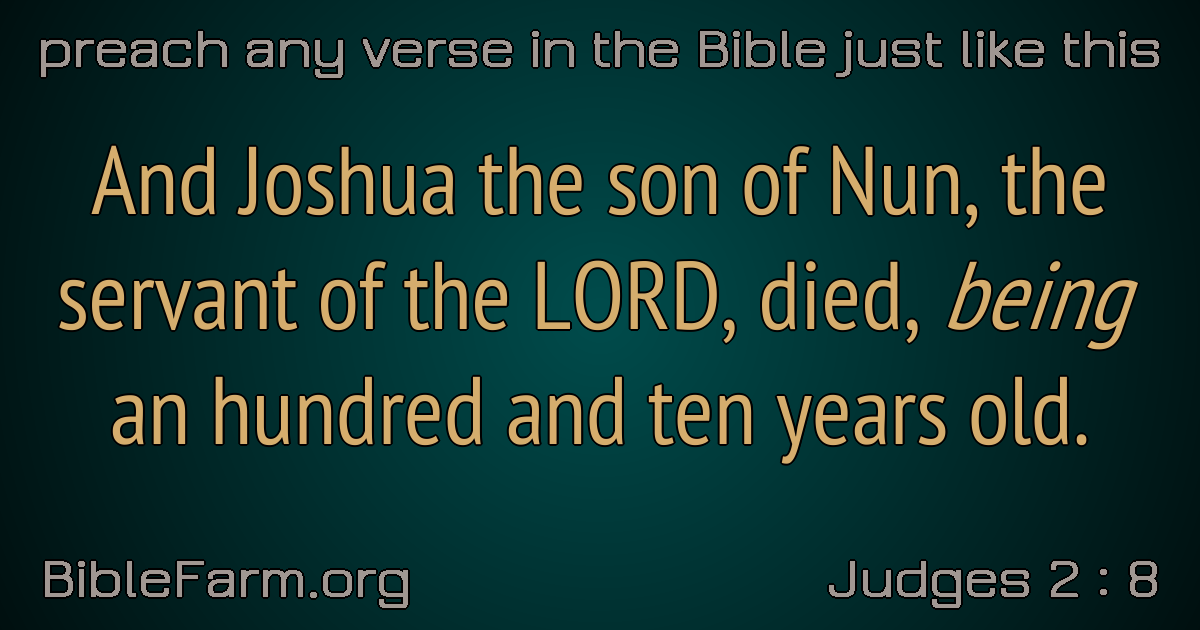 preach any verse in the Bible just like this
And Joshua the son of Nun, the
servant of the LORD, died, being
an hundred and ten years old.
BibleFarm.org
Judges 2 : 8